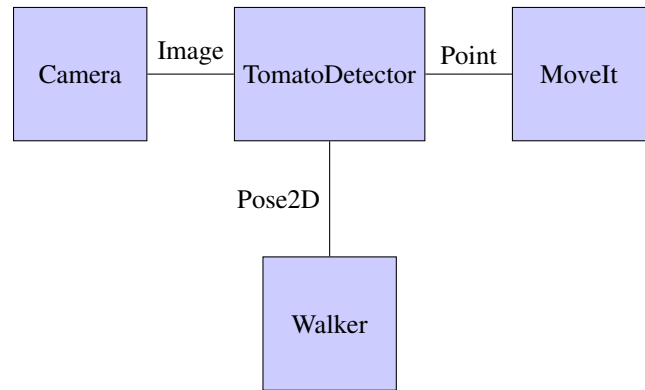 Camera
Image
TomatoDetector
Point
MoveIt
Pose2D
Walker